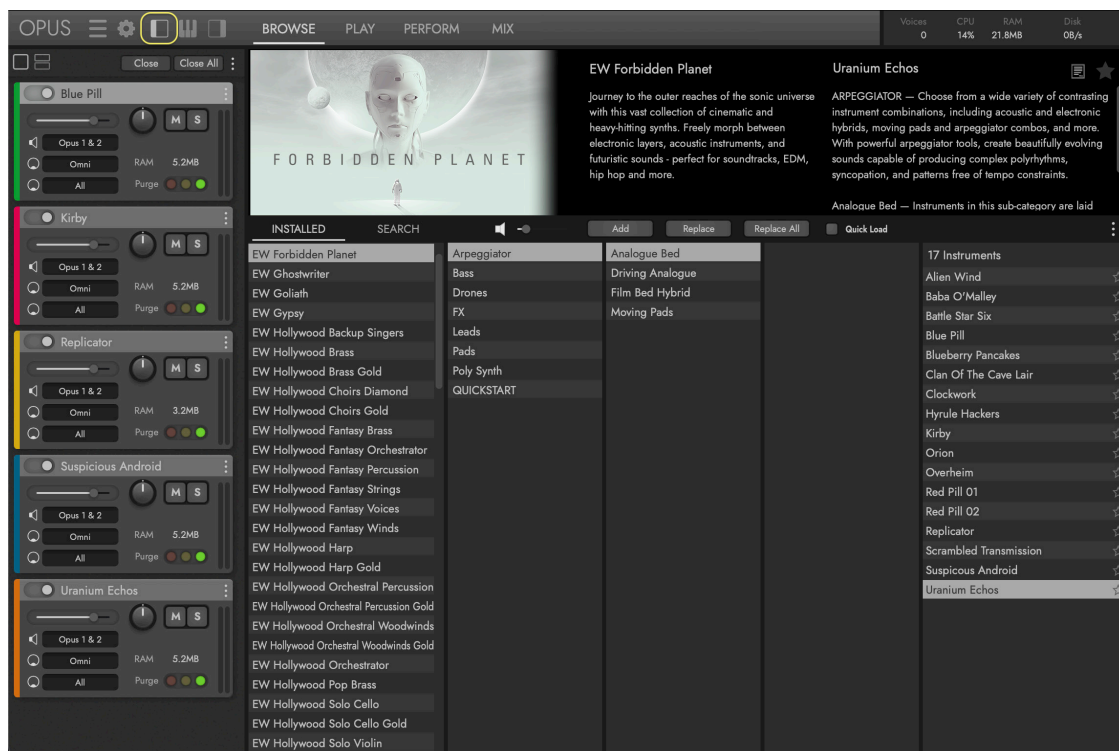 OPUS
BROWSE PLAY PERFORM MIX
Voices CPU RAM Disk
0 14% 21.8MB 0B/s
Close Close All
Blue Pill
M S
Opus 1 & 2
Omni RAM 5.2MB
All Purge
Kirby
M S
Opus 1 & 2
Omni RAM 5.2MB
All Purge
Replicator
M S
Opus 1 & 2
Omni RAM 3.2MB
All Purge
Suspicious Android
M S
Opus 1 & 2
Omni RAM 5.2MB
All Purge
Uranium Echos
M S
Opus 1 & 2
Omni RAM 5.2MB
All Purge
FORBIDDEN PLANET
EW Forbidden Planet
Journey to the outer reaches of the sonic universe
with this vast collection of cinematic and
heavy-hitting synths. Freely morph between
electronic layers, acoustic instruments, and
futuristic sounds - perfect for soundtracks, EDM,
hip hop and more.
Uranium Echos
ARPEGGIATOR — Choose from a wide variety of contrasting
instrument combinations, including acoustic and electronic
hybrids, moving pads and arpeggiator combos, and more.
With powerful arpeggiator tools, create beautifully evolving
sounds capable of producing complex polyrhythms,
syncopation, and patterns free of tempo constraints.
Analogue Bed — Instruments in this sub-category are laid
INSTALLED SEARCH
Add Replace Replace All Quick Load
EW Forbidden Planet
EW Ghostwriter
EW Goliath
EW Gypsy
EW Hollywood Backup Singers
EW Hollywood Brass
EW Hollywood Brass Gold
EW Hollywood Choirs Diamond
EW Hollywood Choirs Gold
EW Hollywood Fantasy Brass
EW Hollywood Fantasy Orchestrator
EW Hollywood Fantasy Percussion
EW Hollywood Fantasy Strings
EW Hollywood Fantasy Voices
EW Hollywood Fantasy Winds
EW Hollywood Harp
EW Hollywood Harp Gold
EW Hollywood Orchestral Percussion
EW Hollywood Orchestral Percussion Gold
EW Hollywood Orchestral Woodwinds
EW Hollywood Orchestral Woodwinds Gold
EW Hollywood Orchestrator
EW Hollywood Pop Brass
EW Hollywood Solo Cello
EW Hollywood Solo Cello Gold
EW Hollywood Solo Violin
Arpeggiator
Bass
Drones
FX
Leads
Pads
Poly Synth
QUICKSTART
Analogue Bed
Driving Analogue
Film Bed Hybrid
Moving Pads
17 Instruments
Alien Wind
Baba O'Malley
Battle Star Six
Blue Pill
Blueberry Pancakes
Clan Of The Cave Lair
Clockwork
Hyrule Hackers
Kirby
Orion
Overheim
Red Pill 01
Red Pill 02
Replicator
Scrambled Transmission
Suspicous Android
Uranium Echos